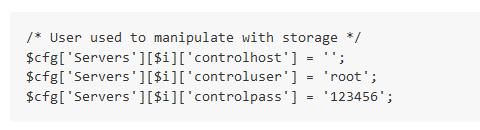 /* User used to manipulate with storage */
$cfg['Servers'][$i]['controlhost'] = '';
$cfg['Servers'][$i]['controluser'] = 'root';
$cfg['Servers'][$i]['controlpass'] = '123456';